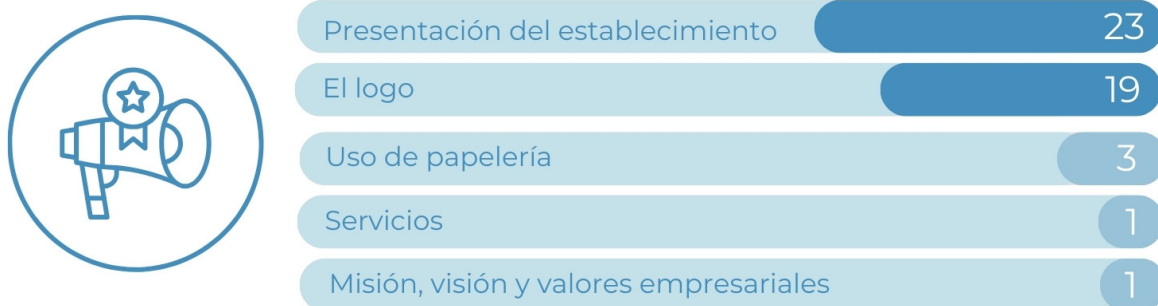 Presentación del establecimiento 23
El logo 19
Uso de papelería 3
Servicios 1
Misión, visión y valores empresariales 1